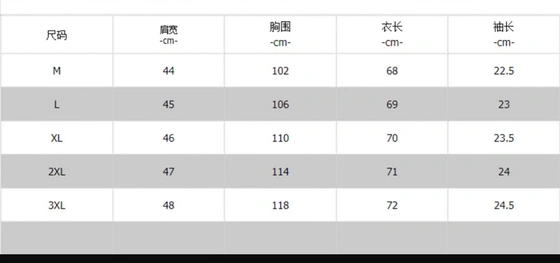 尺码 肩宽 胸围 衣长 袖长
-cm- -cm- -cm- -cm-
M 44 102 68 22.5
L 45 106 69 23
XL 46 110 70 23.5
2XL 47 114 71 24
3XL 48 118 72 24.5